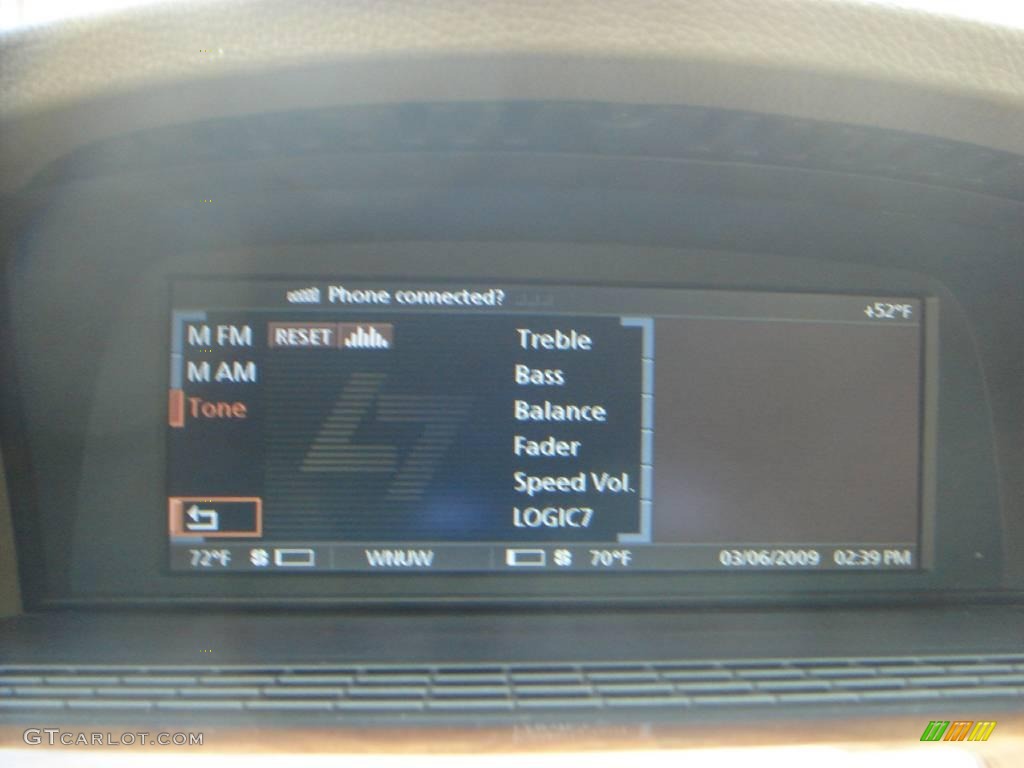 Phone connected?
+52°F
M FM RESET Treble
M AM Bass
Tone Balance
Fader
Speed Vol.
LOGIC7
72°F WNUW 70°F 03/06/2009 02:39 PM
GTCARLOT.COM